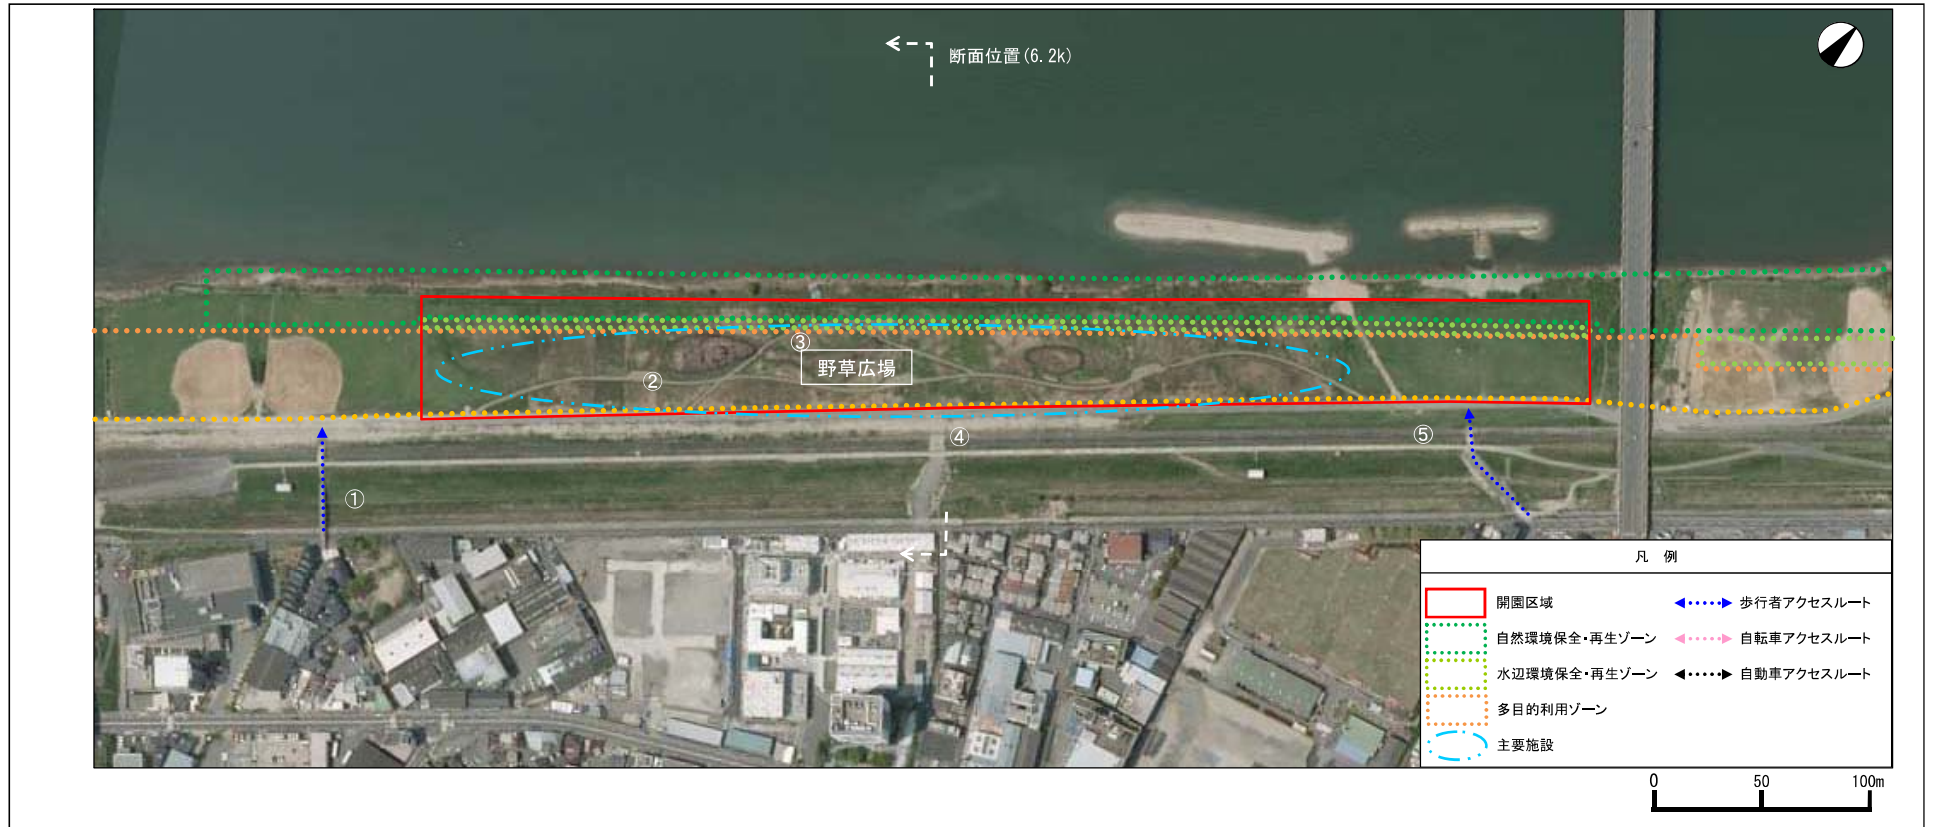 断面位置(6.2k)
③
野草広場
②
④
⑤
①
凡 例
開園区域
歩行者アクセスルート
自然環境保全・再生ゾーン
自転車アクセスルート
水辺環境保全・再生ゾーン
自動車アクセスルート
多目的利用ゾーン
主要施設
0 50 100m